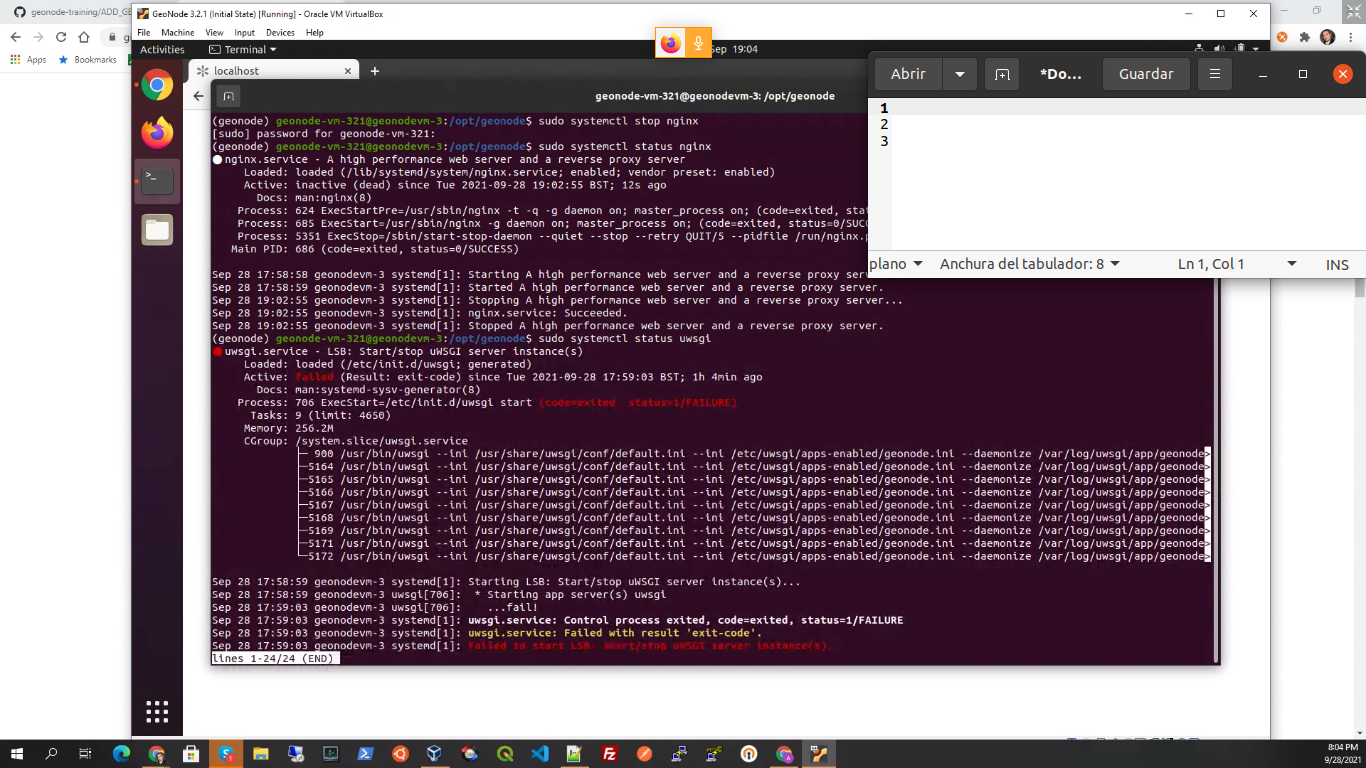 geonode-training/ADD_GE
GeoNode 3.2.1 (Initial State) [Running] - Oracle VM VirtualBox
File Machine View Input Devices Help
Activities
Terminal
Sep 19:04
Apps
Bookmarks
localhost
geonode-vm-321@geonodevm-3: /opt/geonode
Abrir
*Do...
Guardar
1
2
3
plano
Anchura del tabulador: 8
Ln 1, Col 1
INS
(geonode) geonode-vm-321@geonodevm-3:/opt/geonode$ sudo systemctl stop nginx
[sudo] password for geonode-vm-321:
(geonode) geonode-vm-321@geonodevm-3:/opt/geonode$ sudo systemctl status nginx
nginx.service - A high performance web server and a reverse proxy server
Loaded: loaded (/lib/systemd/system/nginx.service; enabled; vendor preset: enabled)
Active: inactive (dead) since Tue 2021-09-28 19:02:55 BST; 12s ago
Docs: man:nginx(8)
Process: 624 ExecStartPre=/usr/sbin/nginx -t -q -g daemon on; master_process on; (code=exited, stat
Process: 685 ExecStart=/usr/sbin/nginx -g daemon on; master_process on; (code=exited, status=0/SUCC
Process: 5351 ExecStop=/sbin/start-stop-daemon --quiet --stop --retry QUIT/5 --pidfile /run/nginx.p
Main PID: 686 (code=exited, status=0/SUCCESS)
Sep 28 17:58:58 geonodevm-3 systemd[1]: Starting A high performance web server and a reverse proxy serv
Sep 28 17:58:59 geonodevm-3 systemd[1]: Started A high performance web server and a reverse proxy server.
Sep 28 19:02:55 geonodevm-3 systemd[1]: Stopping A high performance web server and a reverse proxy server...
Sep 28 19:02:55 geonodevm-3 systemd[1]: nginx.service: Succeeded.
Sep 28 19:02:55 geonodevm-3 systemd[1]: Stopped A high performance web server and a reverse proxy server.
(geonode) geonode-vm-321@geonodevm-3:/opt/geonode$ sudo systemctl status uwsgi
uwsgi.service - LSB: Start/stop uWSGI server instance(s)
Loaded: loaded (/etc/init.d/uwsgi; generated)
Active: failed (Result: exit-code) since Tue 2021-09-28 17:59:03 BST; 1h 4min ago
Docs: man:systemd-sysv-generator(8)
Process: 706 ExecStart=/etc/init.d/uwsgi start (code=exited status=1/FAILURE)
Tasks: 9 (limit: 4650)
Memory: 256.2M
CGroup: /system.slice/uwsgi.service
├─ 900 /usr/bin/uwsgi --ini /usr/share/uwsgi/conf/default.ini --ini /etc/uwsgi/apps-enabled/geonode.ini --daemonize /var/log/uwsgi/app/geonode>
├─5164 /usr/bin/uwsgi --ini /usr/share/uwsgi/conf/default.ini --ini /etc/uwsgi/apps-enabled/geonode.ini --daemonize /var/log/uwsgi/app/geonode>
├─5165 /usr/bin/uwsgi --ini /usr/share/uwsgi/conf/default.ini --ini /etc/uwsgi/apps-enabled/geonode.ini --daemonize /var/log/uwsgi/app/geonode>
├─5166 /usr/bin/uwsgi --ini /usr/share/uwsgi/conf/default.ini --ini /etc/uwsgi/apps-enabled/geonode.ini --daemonize /var/log/uwsgi/app/geonode>
├─5167 /usr/bin/uwsgi --ini /usr/share/uwsgi/conf/default.ini --ini /etc/uwsgi/apps-enabled/geonode.ini --daemonize /var/log/uwsgi/app/geonode>
├─5168 /usr/bin/uwsgi --ini /usr/share/uwsgi/conf/default.ini --ini /etc/uwsgi/apps-enabled/geonode.ini --daemonize /var/log/uwsgi/app/geonode>
├─5169 /usr/bin/uwsgi --ini /usr/share/uwsgi/conf/default.ini --ini /etc/uwsgi/apps-enabled/geonode.ini --daemonize /var/log/uwsgi/app/geonode>
├─5171 /usr/bin/uwsgi --ini /usr/share/uwsgi/conf/default.ini --ini /etc/uwsgi/apps-enabled/geonode.ini --daemonize /var/log/uwsgi/app/geonode>
└─5172 /usr/bin/uwsgi --ini /usr/share/uwsgi/conf/default.ini --ini /etc/uwsgi/apps-enabled/geonode.ini --daemonize /var/log/uwsgi/app/geonode>
Sep 28 17:58:59 geonodevm-3 systemd[1]: Starting LSB: Start/stop uWSGI server instance(s)...
Sep 28 17:58:59 geonodevm-3 uwsgi[706]: * Starting app server(s) uwsgi
Sep 28 17:59:03 geonodevm-3 uwsgi[706]: ...fail!
Sep 28 17:59:03 geonodevm-3 systemd[1]: uwsgi.service: Control process exited, code=exited, status=1/FAILURE
Sep 28 17:59:03 geonodevm-3 systemd[1]: uwsgi.service: Failed with result 'exit-code'.
Sep 28 17:59:03 geonodevm-3 systemd[1]: Failed to start LSB: Start/stop uWSGI server instance(s).
lines 1-24/24 (END)
8:04 PM
9/28/2021